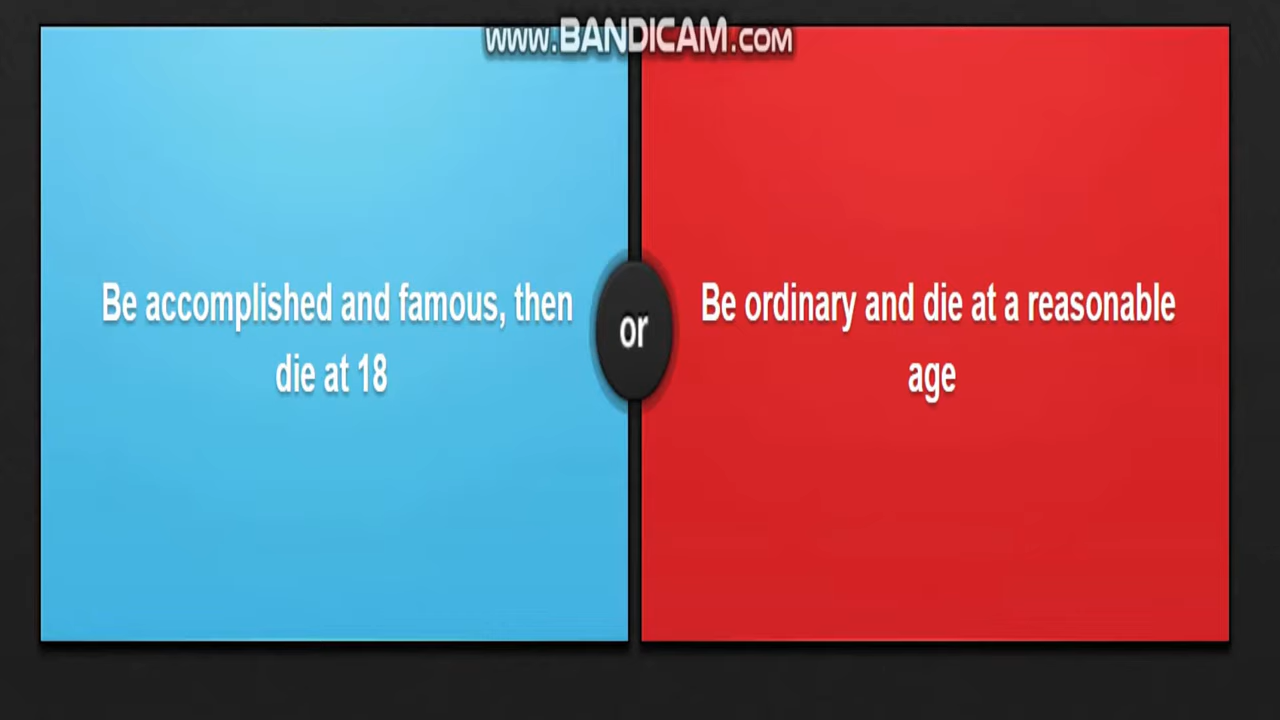 www.BANDICAM.com
Be accomplished and famous, then
die at 18
or
Be ordinary and die at a reasonable
age